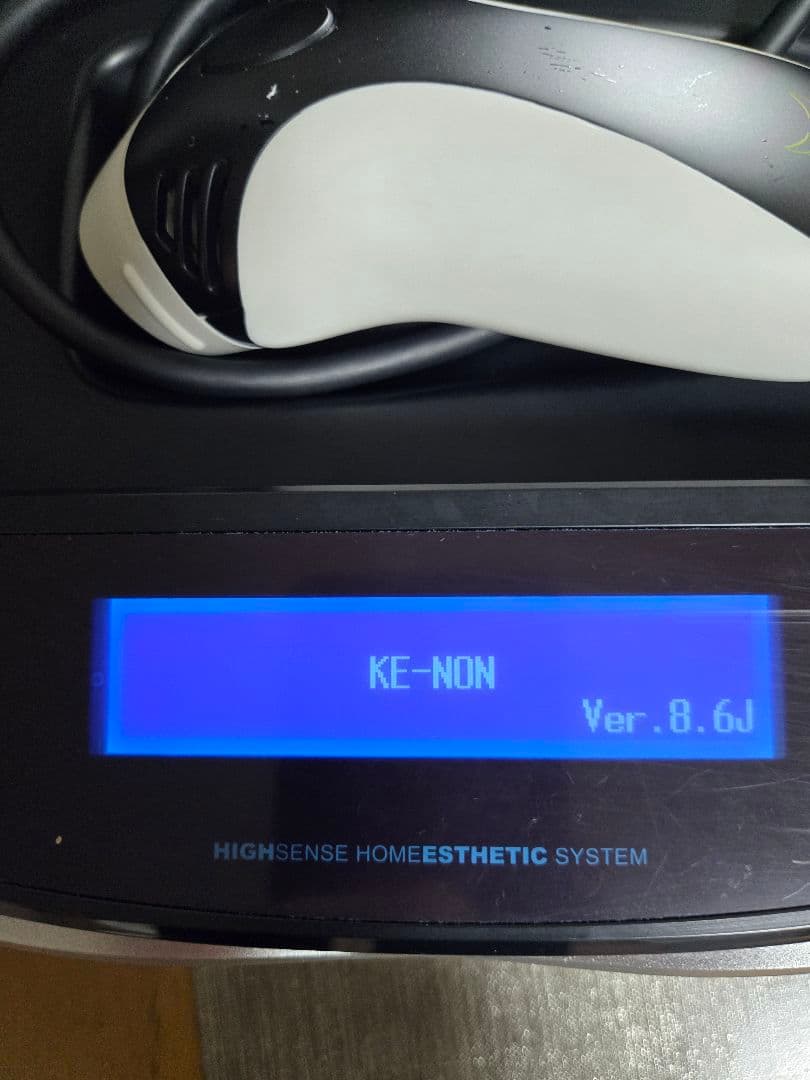 KE-NON
Ver.8.6J
HIGHSENSE HOMEESTHETIC SYSTEM